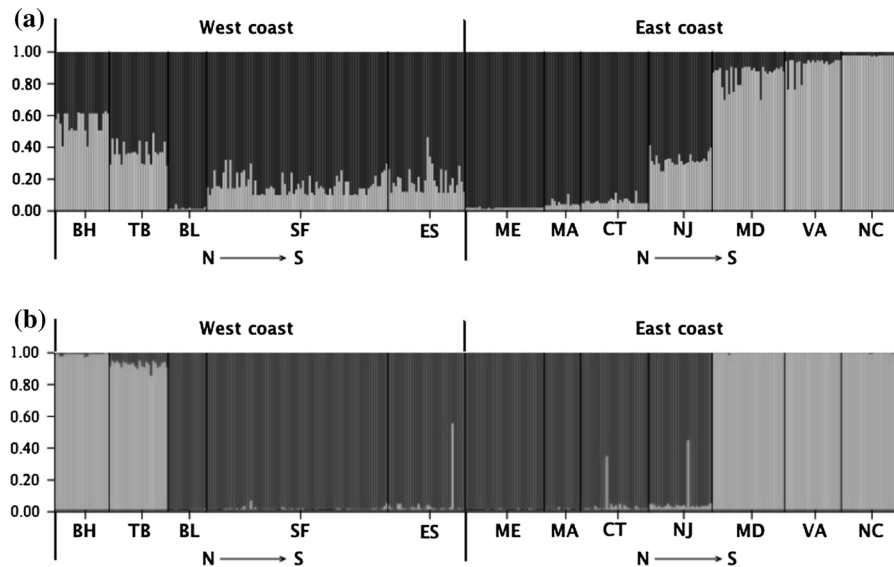 (a) West coast East coast
1.00
0.80
0.60
0.40
0.20
0.00
BH TB BL SF ES ME MA CT NJ MD VA NC
N S N S
(b) West coast East coast
1.00
0.80
0.60
0.40
0.20
0.00
BH TB BL SF ES ME MA CT NJ MD VA NC
N S N S